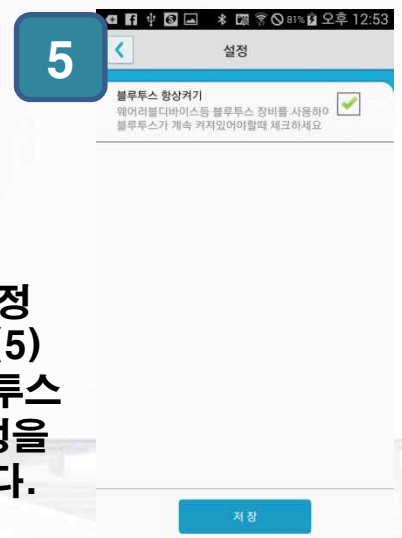 5
81% 오후 12:53
설정
블루투스 항상켜기
웨어러블디바이스등 블루투스 장비를 사용하여
블루투스가 계속 켜져있어야할때 체크하세요
정
(5)
투스
정을
다.
저장